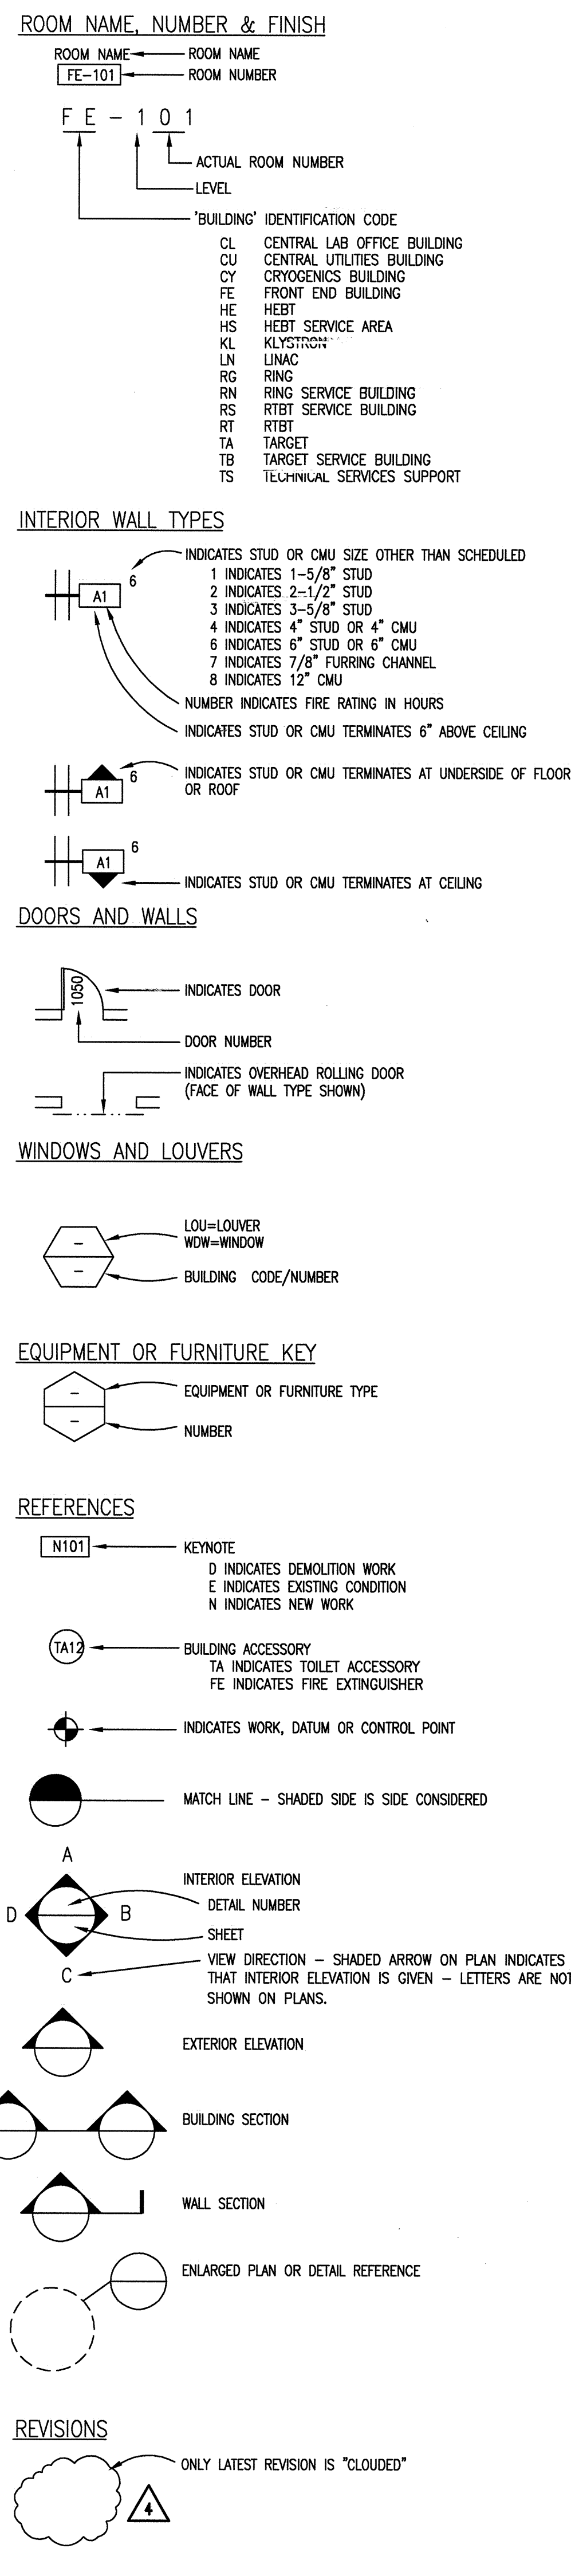 ROOM NAME, NUMBER & FINISH
ROOM NAME ROOM NAME
FE-101 ROOM NUMBER
F E - 1 0 1
ACTUAL ROOM NUMBER
LEVEL
'BUILDING' IDENTIFICATION CODE
CL CENTRAL LAB OFFICE BUILDING
CU CENTRAL UTILITIES BUILDING
CY CRYOGENICS BUILDING
FE FRONT END BUILDING
HE HEBT
HS HEBT SERVICE AREA
KL KLYSTRON
LN LINAC
RG RING
RN RING SERVICE BUILDING
RS RTBT SERVICE BUILDING
RT RTBT
TA TARGET
TB TARGET SERVICE BUILDING
TS TECHNICAL SERVICES SUPPORT
INTERIOR WALL TYPES
INDICATES STUD OR CMU SIZE OTHER THAN SCHEDULED
6
A1
1 INDICATES 1-5/8" STUD
2 INDICATES 2-1/2" STUD
3 INDICATES 3-5/8" STUD
4 INDICATES 4" STUD OR 4" CMU
6 INDICATES 6" STUD OR 6" CMU
7 INDICATES 7/8" FURRING CHANNEL
8 INDICATES 12" CMU
NUMBER INDICATES FIRE RATING IN HOURS
INDICATES STUD OR CMU TERMINATES 6" ABOVE CEILING
6
A1
INDICATES STUD OR CMU TERMINATES AT UNDERSIDE OF FLOOR
OR ROOF
6
A1
INDICATES STUD OR CMU TERMINATES AT CEILING
DOORS AND WALLS
1050
INDICATES DOOR
DOOR NUMBER
INDICATES OVERHEAD ROLLING DOOR
(FACE OF WALL TYPE SHOWN)
WINDOWS AND LOUVERS
LOU=LOUVER
WDW=WINDOW
-
-
BUILDING CODE/NUMBER
EQUIPMENT OR FURNITURE KEY
-
-
EQUIPMENT OR FURNITURE TYPE
NUMBER
REFERENCES
N101 KEYNOTE
D INDICATES DEMOLITION WORK
E INDICATES EXISTING CONDITION
N INDICATES NEW WORK
TA12 BUILDING ACCESSORY
TA INDICATES TOILET ACCESSORY
FE INDICATES FIRE EXTINGUISHER
INDICATES WORK, DATUM OR CONTROL POINT
MATCH LINE - SHADED SIDE IS SIDE CONSIDERED
A
INTERIOR ELEVATION
DETAIL NUMBER
D B
SHEET
VIEW DIRECTION - SHADED ARROW ON PLAN INDICATES
C THAT INTERIOR ELEVATION IS GIVEN - LETTERS ARE NOT
SHOWN ON PLANS.
EXTERIOR ELEVATION
BUILDING SECTION
WALL SECTION
ENLARGED PLAN OR DETAIL REFERENCE
REVISIONS
ONLY LATEST REVISION IS "CLOUDED"
4